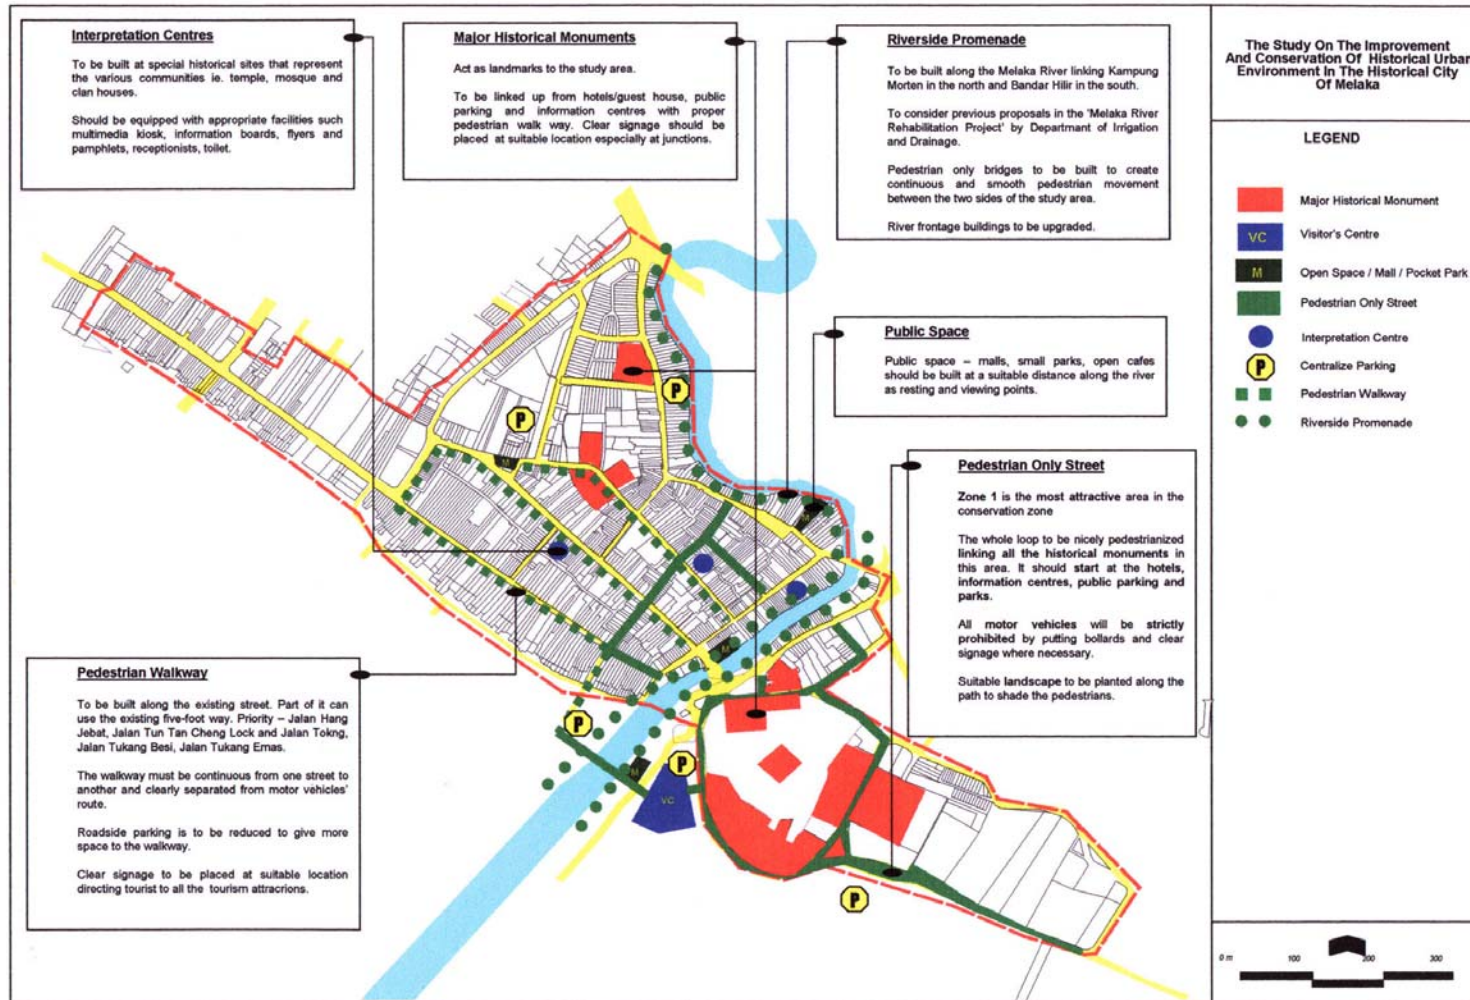 Interpretation Centres
To be built at special historical sites that represent
the various communities ie. temple, mosque and
clan houses.
Should be equipped with appropriate facilities such
multimedia kiosk, information boards, flyers and
pamphlets, receptionists, toilet.
Major Historical Monuments
Act as landmarks to the study area.
To be linked up from hotels/guest house, public
parking and information centres with proper
pedestrian walk way. Clear signage should be
placed at suitable location especially at junctions.
Riverside Promenade
To be built along the Melaka River linking Kampung
Morten in the north and Bandar Hilir in the south.
To consider previous proposals in the 'Melaka River
Rehabilitation Project' by Departmant of Irrigation
and Drainage.
Pedestrian only bridges to be built to create
continuous and smooth pedestrian movement
between the two sides of the study area.
River frontage buildings to be upgraded.
Public Space
Public space – malls, small parks, open cafes
should be built at a suitable distance along the river
as resting and viewing points.
Pedestrian Only Street
Zone 1 is the most attractive area in the
conservation zone
The whole loop to be nicely pedestrianized
linking all the historical monuments in
this area. It should start at the hotels,
information centres, public parking and
parks.
All motor vehicles will be strictly
prohibited by putting bollards and clear
signage where necessary.
Suitable landscape to be planted along the
path to shade the pedestrians.
Pedestrian Walkway
To be built along the existing street. Part of it can
use the existing five-foot way. Priority – Jalan Hang
Jebat, Jalan Tun Tan Cheng Lock and Jalan Tokng,
Jalan Tukang Besi, Jalan Tukang Emas.
The walkway must be continuous from one street to
another and clearly separated from motor vehicles'
route.
Roadside parking is to be reduced to give more
space to the walkway.
Clear signage to be placed at suitable location
directing tourist to all the tourism attracrions.
P
P
M
M
M
P
P
M
VC
P
The Study On The Improvement
And Conservation Of Historical Urban
Environment In The Historical City
Of Melaka
LEGEND
Major Historical Monument
VC Visitor's Centre
M Open Space / Mall / Pocket Park
Pedestrian Only Street
Interpretation Centre
P Centralize Parking
Pedestrian Walkway
Riverside Promenade
0 m 100 200 300